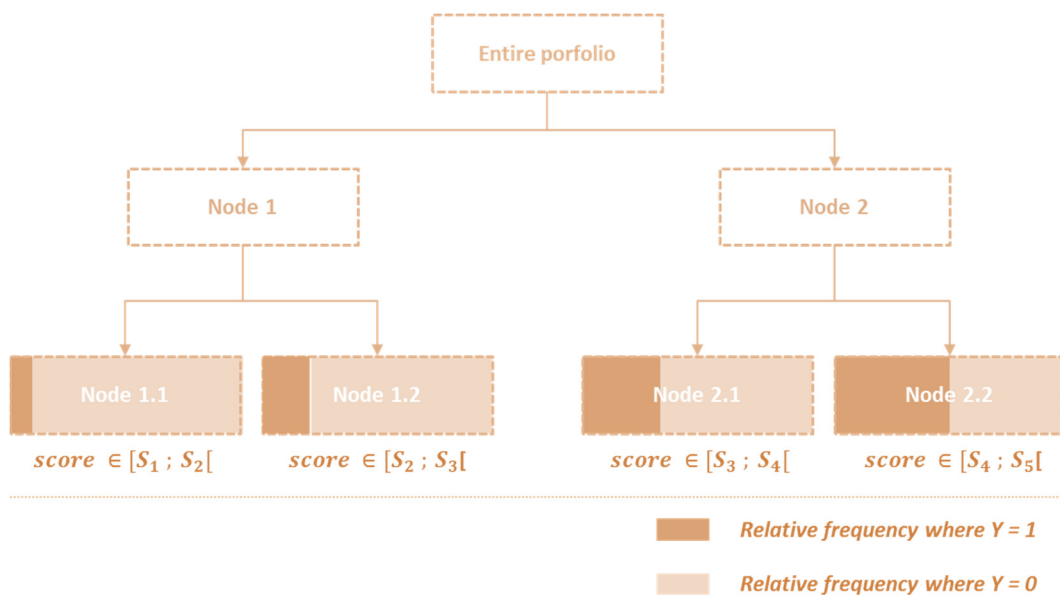 Entire porfolio
Node 1
Node 2
Node 1.1
Node 1.2
Node 2.1
Node 2.2
score ∈ [S₁ ; S₂[
score ∈ [S₂ ; S₃[
score ∈ [S₃ ; S₄[
score ∈ [S₄ ; S₅[
Relative frequency where Y = 1
Relative frequency where Y = 0